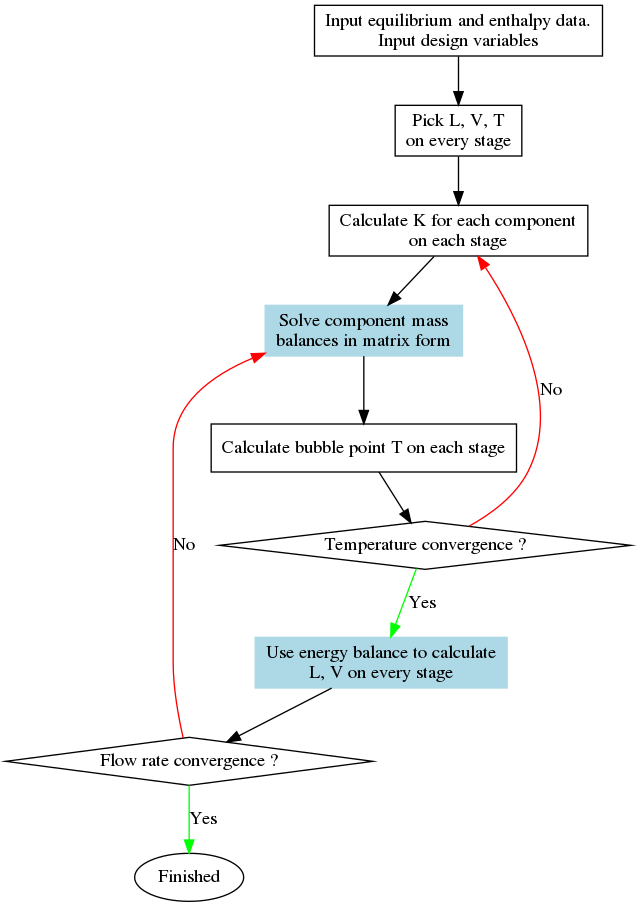 Input equilibrium and enthalpy data.
Input design variables
Pick L, V, T
on every stage
Calculate K for each component
on each stage
Solve component mass
balances in matrix form
No
Calculate bubble point T on each stage
No
Temperature convergence ?
Yes
Use energy balance to calculate
L, V on every stage
Flow rate convergence ?
Yes
Finished